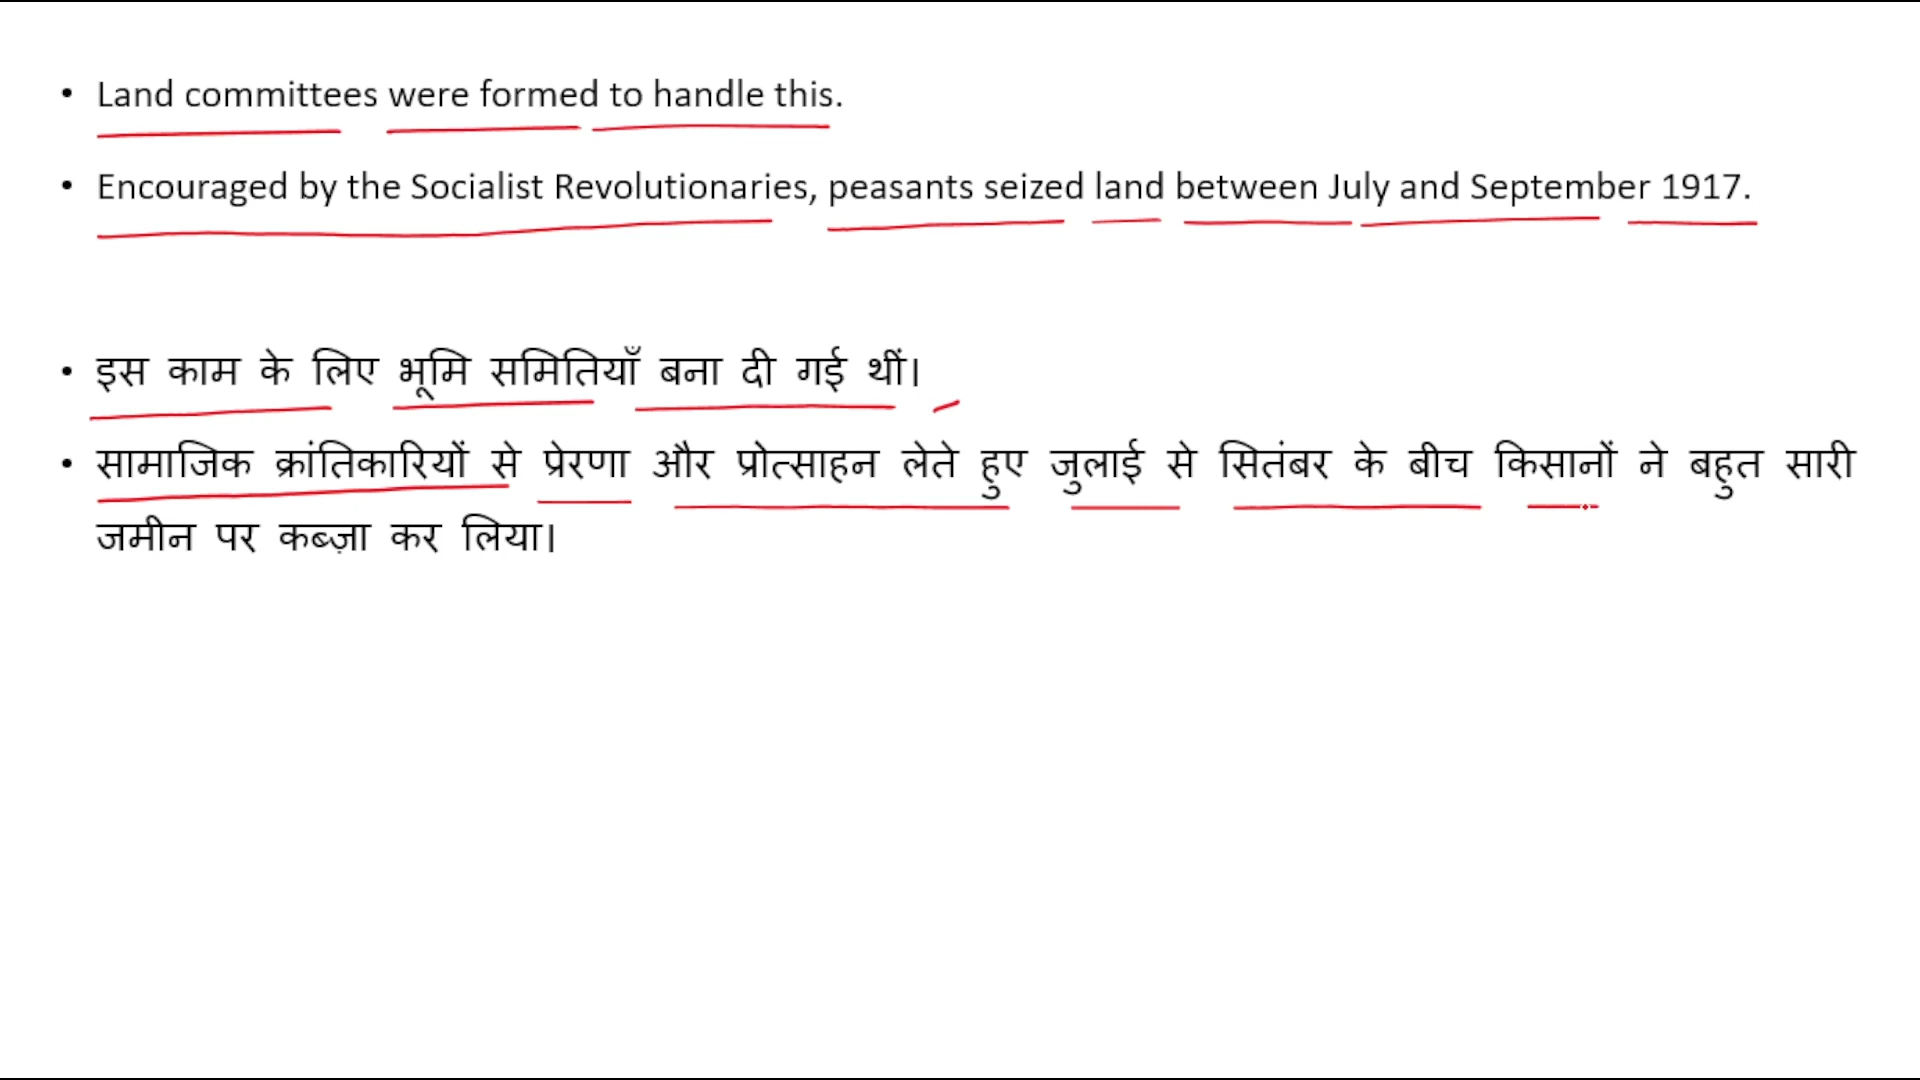 • Land committees were formed to handle this.
• Encouraged by the Socialist Revolutionaries, peasants seized land between July and September 1917.
• इस काम के लिए भूमि समितियाँ बना दी गई थीं।
• सामाजिक क्रांतिकारियों से प्रेरणा और प्रोत्साहन लेते हुए जुलाई से सितंबर के बीच किसानों ने बहुत सारी
जमीन पर कब्ज़ा कर लिया।